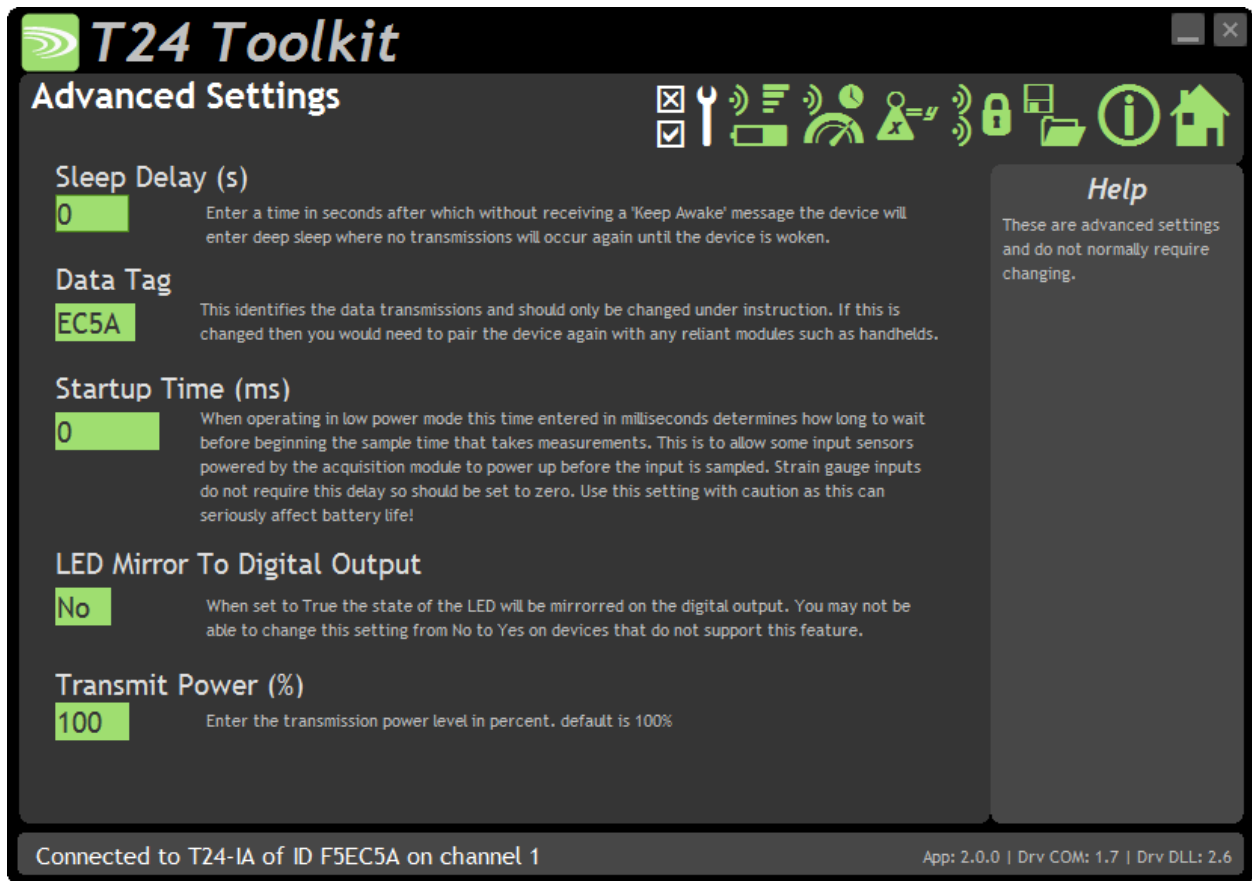 T24 Toolkit
Advanced Settings
x=y
Sleep Delay (s)
0
Enter a time in seconds after which without receiving a 'Keep Awake' message the device will
enter deep sleep where no transmissions will occur again until the device is woken.
Data Tag
EC5A
This identifies the data transmissions and should only be changed under instruction. If this is
changed then you would need to pair the device again with any reliant modules such as handhelds.
Startup Time (ms)
0
When operating in low power mode this time entered in milliseconds determines how long to wait
before beginning the sample time that takes measurements. This is to allow some input sensors
powered by the acquisition module to power up before the input is sampled. Strain gauge inputs
do not require this delay so should be set to zero. Use this setting with caution as this can
seriously affect battery life!
LED Mirror To Digital Output
No
When set to True the state of the LED will be mirrorred on the digital output. You may not be
able to change this setting from No to Yes on devices that do not support this feature.
Transmit Power (%)
100
Enter the transmission power level in percent. default is 100%
Help
These are advanced settings
and do not normally require
changing.
Connected to T24-IA of ID F5EC5A on channel 1
App: 2.0.0 | Drv COM: 1.7 | Drv DLL: 2.6